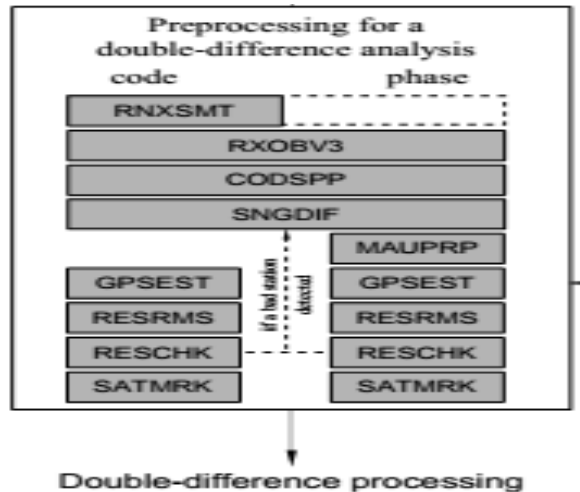 Preprocessing for a
double-difference analysis
code phase
RNXSMT
RXOBV3
CODSPP
SNGDIF
MAUPRP
if a bad station
detected
GPSEST GPSEST
RESRMS RESRMS
RESCHK RESCHK
SATMRK SATMRK
Double-difference processing